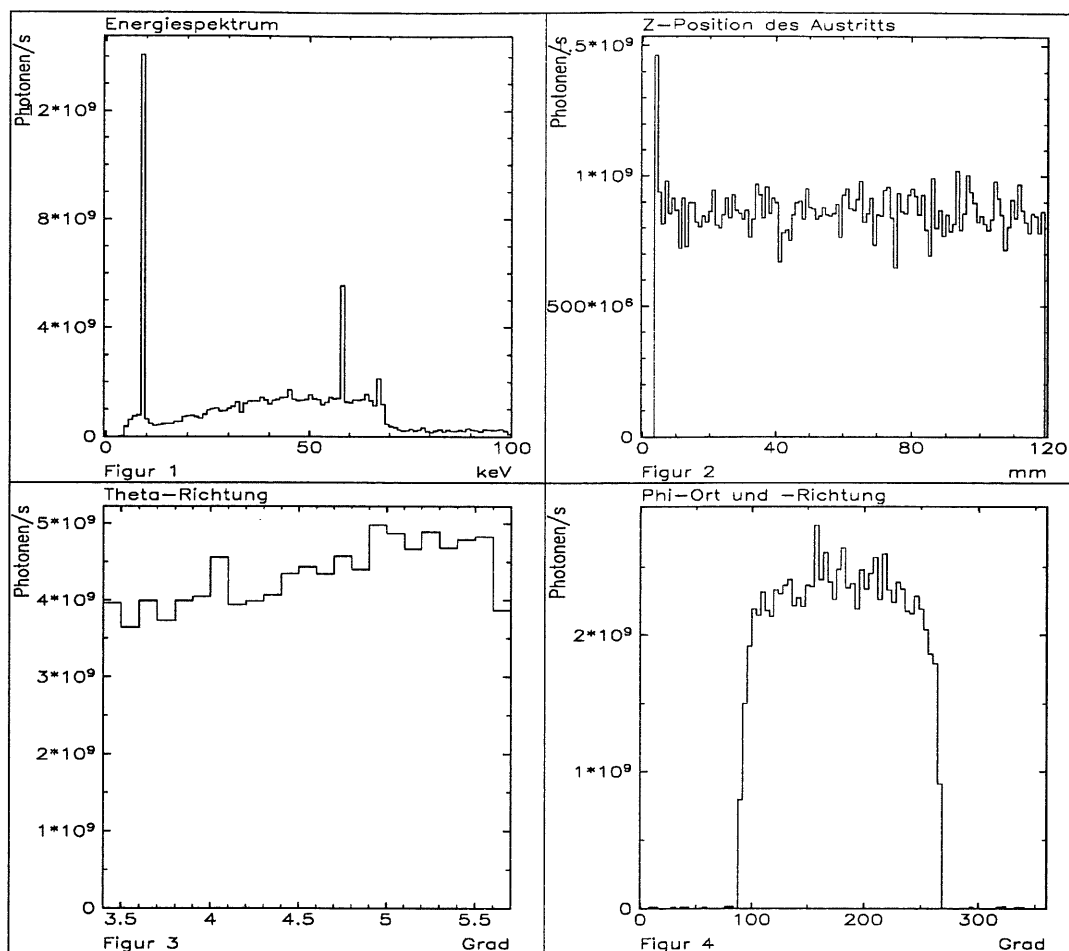 Energiespektrum
Photonen/s
12*10⁹
8*10⁹
4*10⁹
0
0 50 100
Figur 1 keV
Z-Position des Austritts
Photonen/s
.5*10⁹
1*10⁹
500*10⁶
0
0 40 80 120
Figur 2 mm
Theta-Richtung
Photonen/s
5*10⁹
4*10⁹
3*10⁹
2*10⁹
1*10⁹
0
3.5 4 4.5 5 5.5
Figur 3 Grad
Phi-Ort und -Richtung
Photonen/s
2*10⁹
1*10⁹
0
0 100 200 300
Figur 4 Grad